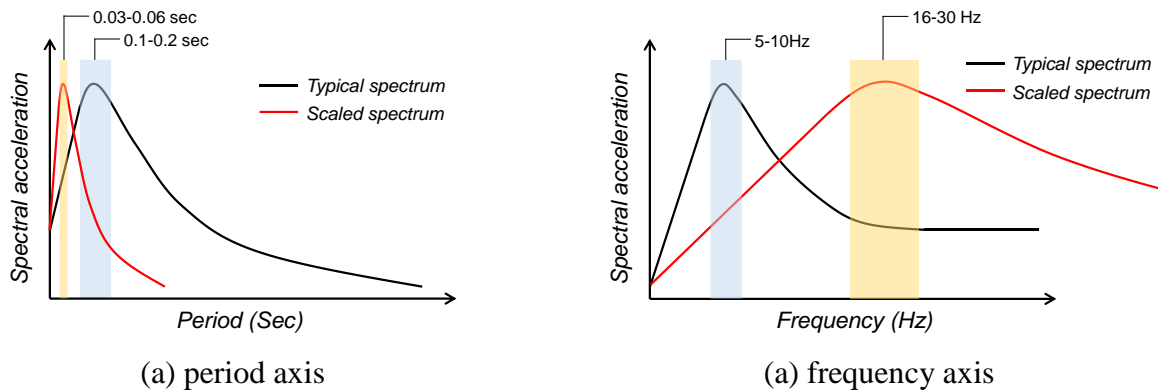 0.03-0.06 sec
0.1-0.2 sec
Typical spectrum
Scaled spectrum
Spectral acceleration
Period (Sec)
(a) period axis
16-30 Hz
5-10Hz
Typical spectrum
Scaled spectrum
Spectral acceleration
Frequency (Hz)
(a) frequency axis